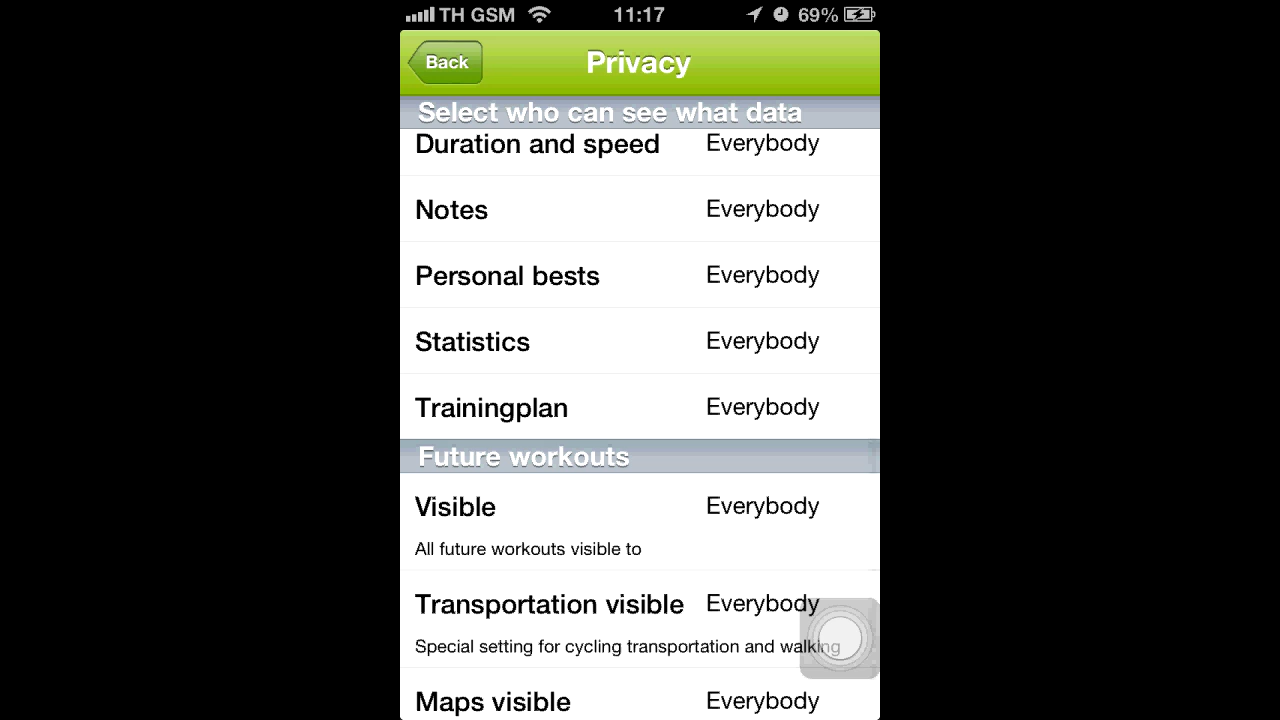 TH GSM 11:17 69%
Back Privacy
Select who can see what data
Duration and speed Everybody
Notes Everybody
Personal bests Everybody
Statistics Everybody
Trainingplan Everybody
Future workouts
Visible Everybody
All future workouts visible to
Transportation visible Everybody
Special setting for cycling transportation and walking
Maps visible Everybody